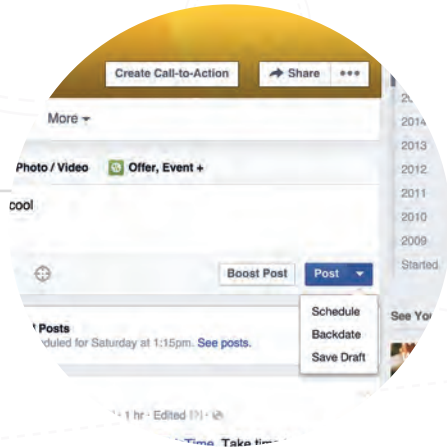 Create Call-to-Action
Share
More
2014
Photo / Video Offer, Event +
2013
2012
cool
2011
2010
2009
Started
Boost Post Post
Schedule
See You
Posts
Backdate
for Saturday at 1:15pm. See posts.
Save Draft
1 hr · Edited [?] ·
Time. Take